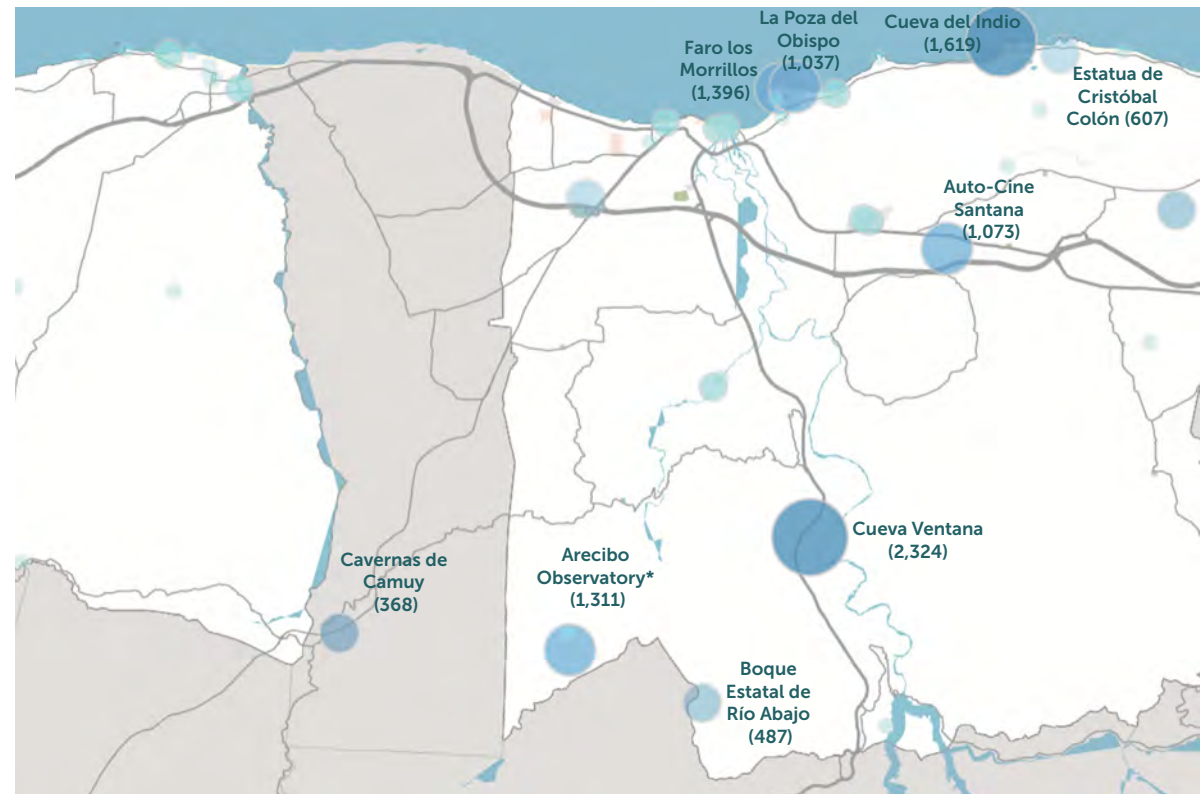 La Poza del
Obispo
(1,037)
Cueva del Indio
(1,619)
Faro los
Morrillos
(1,396)
Estatua de
Cristóbal
Colón (607)
Auto-Cine
Santana
(1,073)
Cueva Ventana
(2,324)
Arecibo
Observatory*
(1,311)
Cavernas de
Camuy
(368)
Boque
Estatal de
Río Abajo
(487)